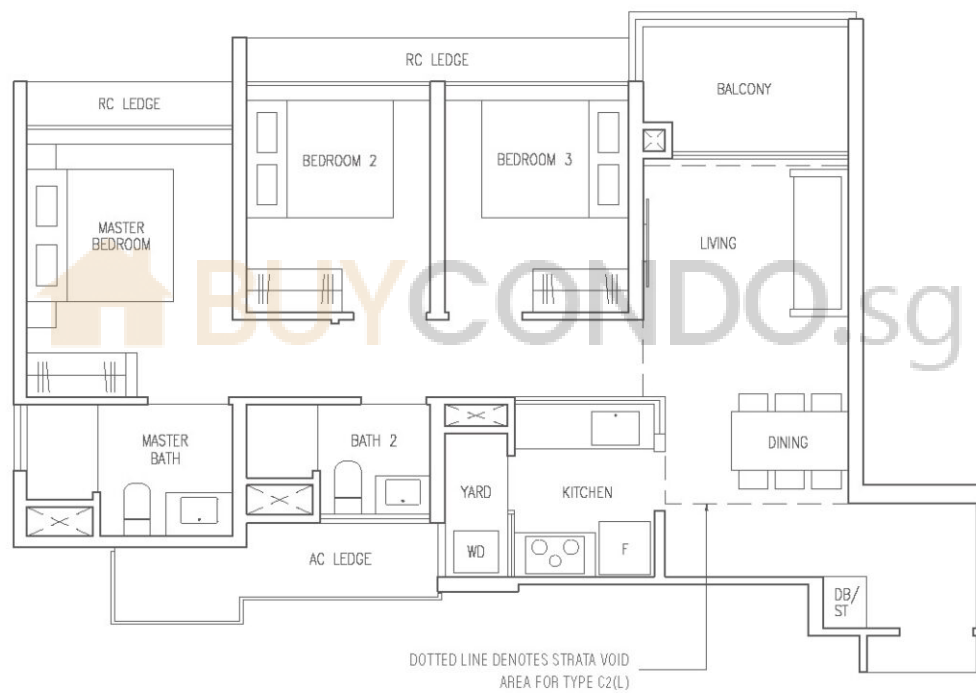 RC LEDGE
RC LEDGE
BALCONY
BEDROOM 2
BEDROOM 3
MASTER
BEDROOM
LIVING
BUYCONDO.sg
MASTER
BATH
BATH 2
DINING
YARD
KITCHEN
WD
F
AC LEDGE
DB/
ST
DOTTED LINE DENOTES STRATA VOID
AREA FOR TYPE C2(L)